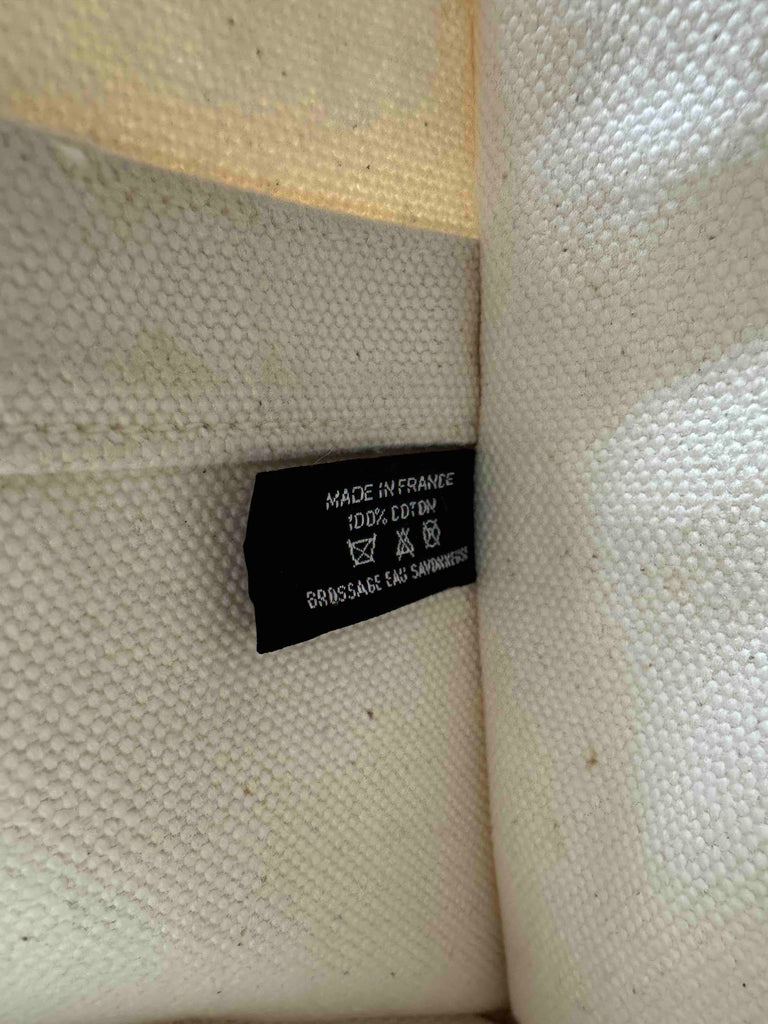 MADE IN FRANCE
100% COTON
BROSSAGE EAU SAVONNEUSE